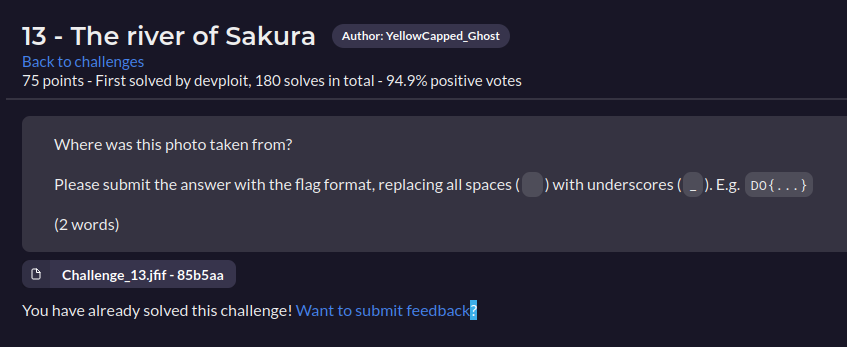 13 - The river of Sakura Author: YellowCapped_Ghost
Back to challenges
75 points - First solved by devploit, 180 solves in total - 94.9% positive votes
Where was this photo taken from?
Please submit the answer with the flag format, replacing all spaces ( ) with underscores ( _ ). E.g. DO{...}
(2 words)
Challenge_13.jfif - 85b5aa
You have already solved this challenge! Want to submit feedback?